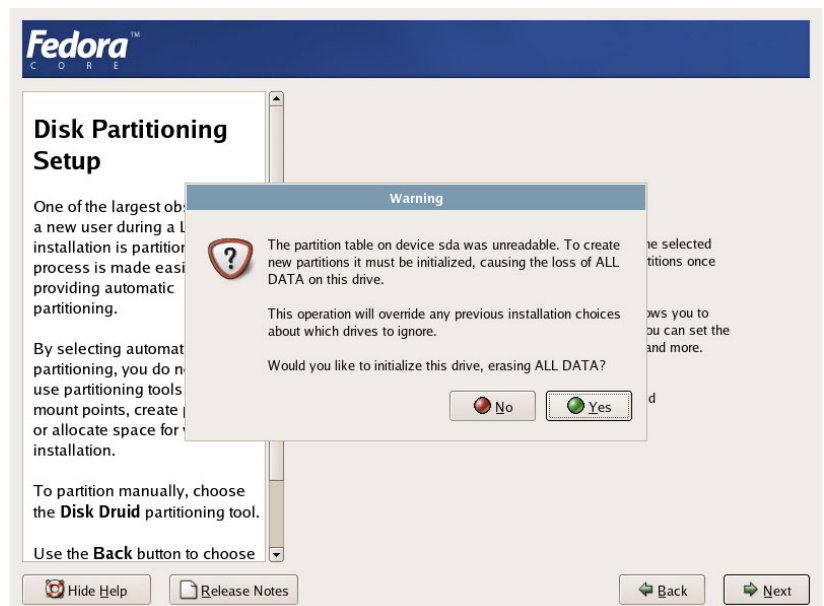 Fedora™
CORE
Disk Partitioning
Setup
One of the largest obs
a new user during a L
installation is partition
process is made easi
providing automatic
partitioning.
By selecting automat
partitioning, you do n
use partitioning tools
mount points, create
or allocate space for
installation.
To partition manually, choose
the Disk Druid partitioning tool.
Use the Back button to choose
Warning
The partition table on device sda was unreadable. To create
new partitions it must be initialized, causing the loss of ALL
DATA on this drive.
This operation will override any previous installation choices
about which drives to ignore.
Would you like to initialize this drive, erasing ALL DATA?
No
Yes
he selected
titions once
ows you to
ou can set the
and more.
d
Hide Help
Release Notes
Back
Next